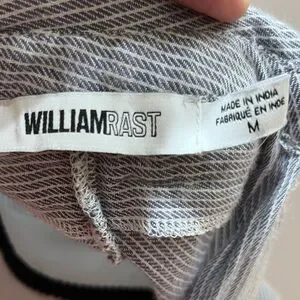 WILLIAMRAST
MADE IN INDIA
FABRIQUÉ EN INDE
M